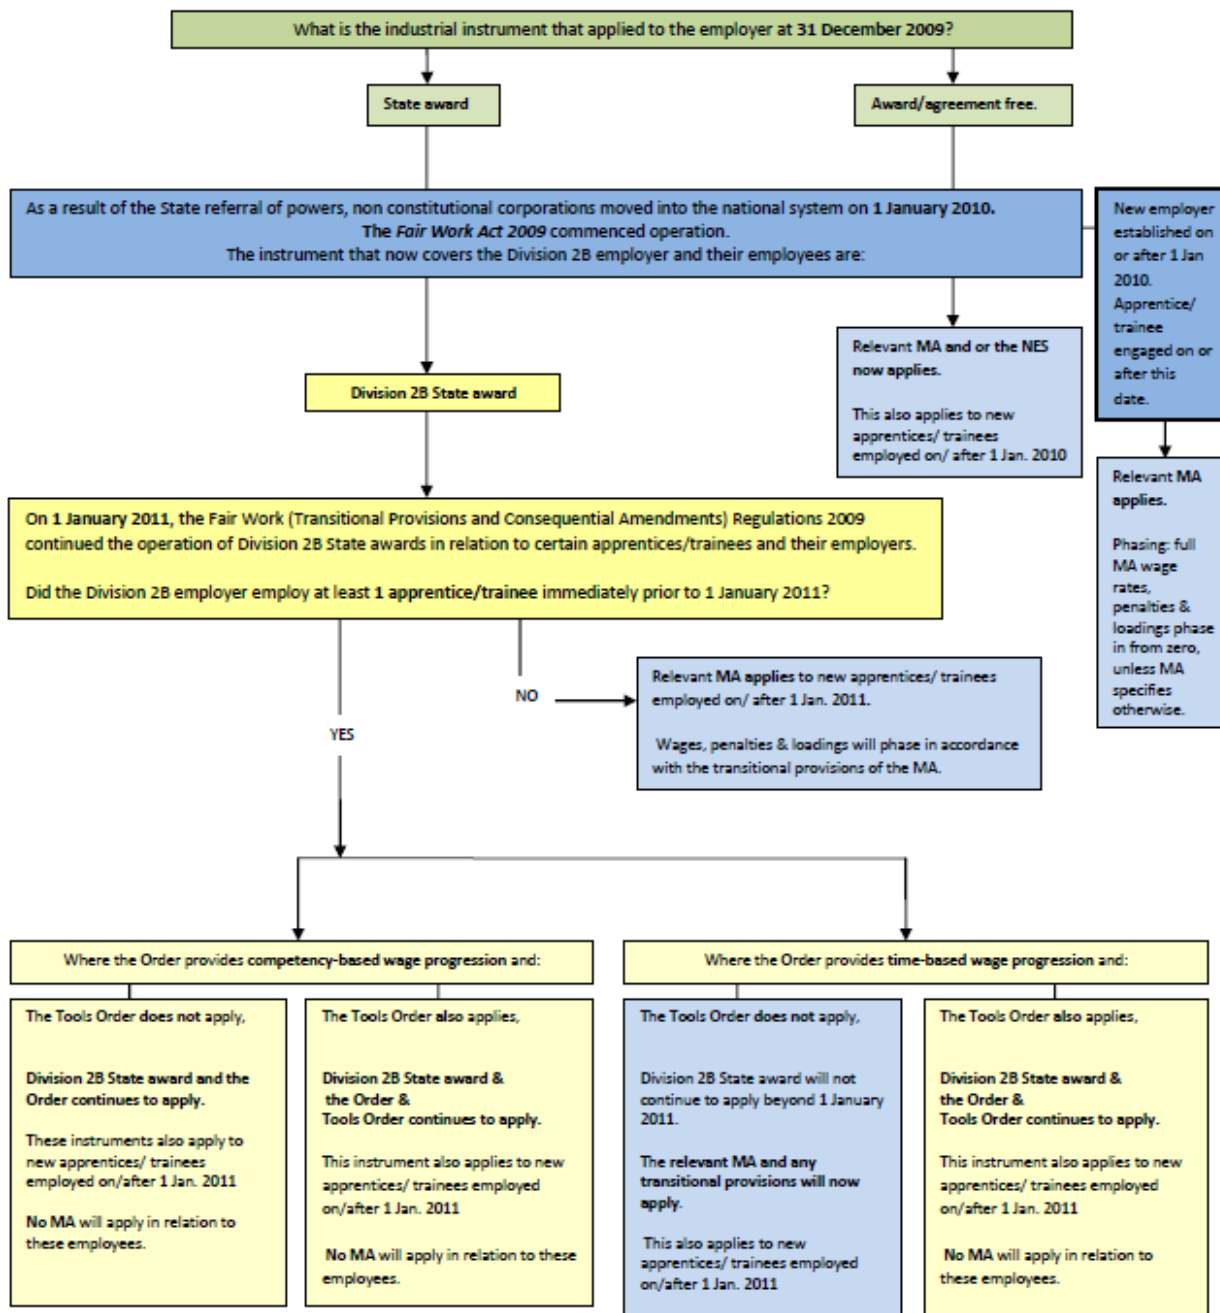 What is the industrial instrument that applied to the employer at 31 December 2009?
State award
Award/agreement free.
As a result of the State referral of powers, non constitutional corporations moved into the national system on 1 January 2010.
The Fair Work Act 2009 commenced operation.
The instrument that now covers the Division 2B employer and their employees are:
New employer
established on
or after 1 Jan
2010.
Apprentice/
trainee
engaged on or
after this
date.
Relevant MA and or the NES
now applies.
This also applies to new
apprentices/ trainees
employed on/ after 1 Jan. 2010
Division 2B State award
Relevant MA
applies.
Phasing: full
MA wage
rates,
penalties &
loadings phase
in from zero,
unless MA
specifies
otherwise.
On 1 January 2011, the Fair Work (Transitional Provisions and Consequential Amendments) Regulations 2009
continued the operation of Division 2B State awards in relation to certain apprentices/trainees and their employers.
Did the Division 2B employer employ at least 1 apprentice/trainee immediately prior to 1 January 2011?
NO
Relevant MA applies to new apprentices/ trainees
employed on/ after 1 Jan. 2011.
Wages, penalties & loadings will phase in accordance
with the transitional provisions of the MA.
YES
Where the Order provides competency-based wage progression and:
The Tools Order does not apply,
Division 2B State award and the
Order continues to apply.
These instruments also apply to
new apprentices/ trainees
employed on/after 1 Jan. 2011
No MA will apply in relation to
these employees.
The Tools Order also applies,
Division 2B State award &
the Order &
Tools Order continues to apply.
This instrument also applies to new
apprentices/ trainees employed
on/after 1 Jan. 2011
No MA will apply in relation to these
employees.
Where the Order provides time-based wage progression and:
The Tools Order does not apply,
Division 2B State award will not
continue to apply beyond 1 January
2011.
The relevant MA and any
transitional provisions will now
apply.
This also applies to new
apprentices/ trainees employed
on/after 1 Jan. 2011
The Tools Order also applies,
Division 2B State award &
the Order &
Tools Order continues to apply.
This instrument also applies to new
apprentices/ trainees employed
on/after 1 Jan. 2011
No MA will apply in relation to
these employees.